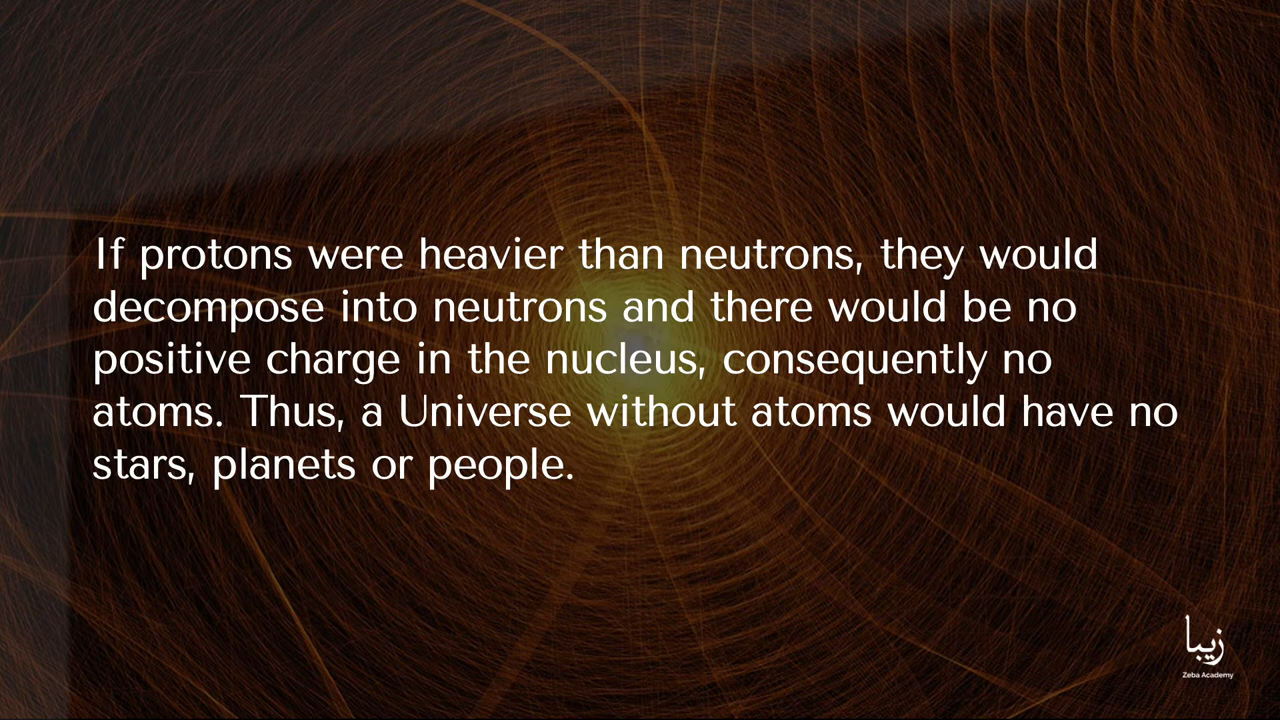 If protons were heavier than neutrons, they would
decompose into neutrons and there would be no
positive charge in the nucleus, consequently no
atoms. Thus, a Universe without atoms would have no
stars, planets or people.
زيبا
Zeba Academy